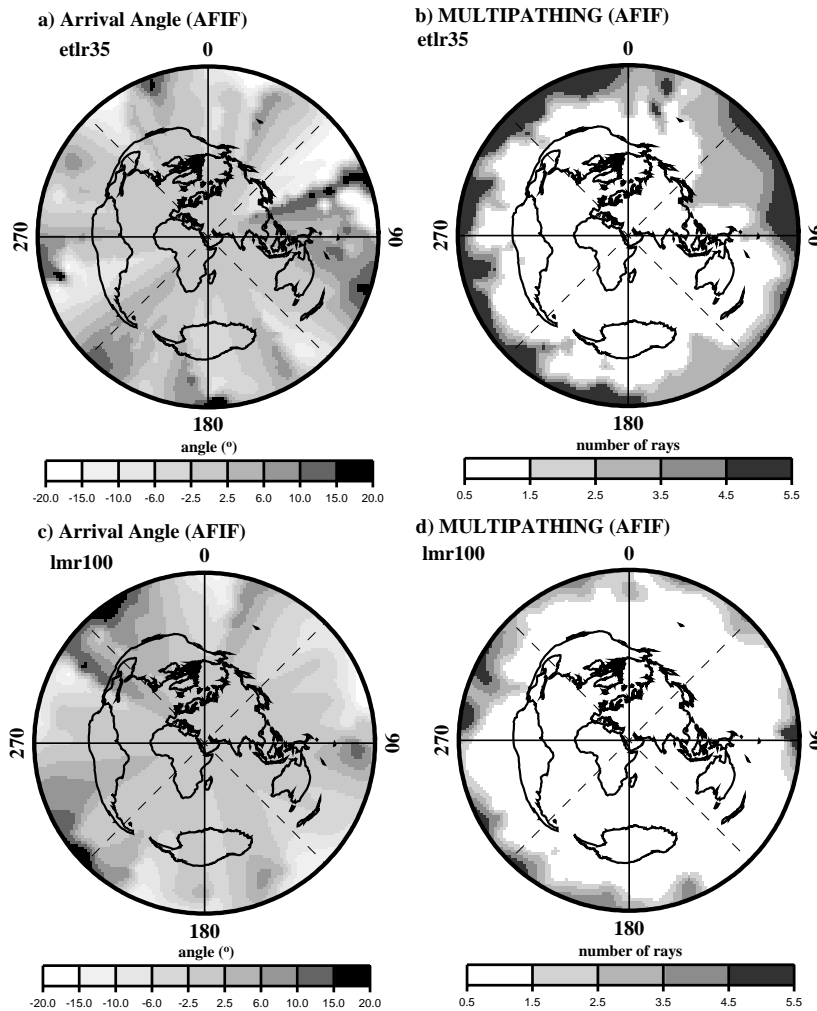 a) Arrival Angle (AFIF)
etlr35
0
270
90
180
angle (º)
-20.0 -15.0 -10.0 -6.0 -2.5 2.5 6.0 10.0 15.0 20.0
b) MULTIPATHING (AFIF)
etlr35
0
270
90
180
number of rays
0.5 1.5 2.5 3.5 4.5 5.5
c) Arrival Angle (AFIF)
lmr100
0
270
90
180
angle (º)
-20.0 -15.0 -10.0 -6.0 -2.5 2.5 6.0 10.0 15.0 20.0
d) MULTIPATHING (AFIF)
lmr100
0
270
90
180
number of rays
0.5 1.5 2.5 3.5 4.5 5.5